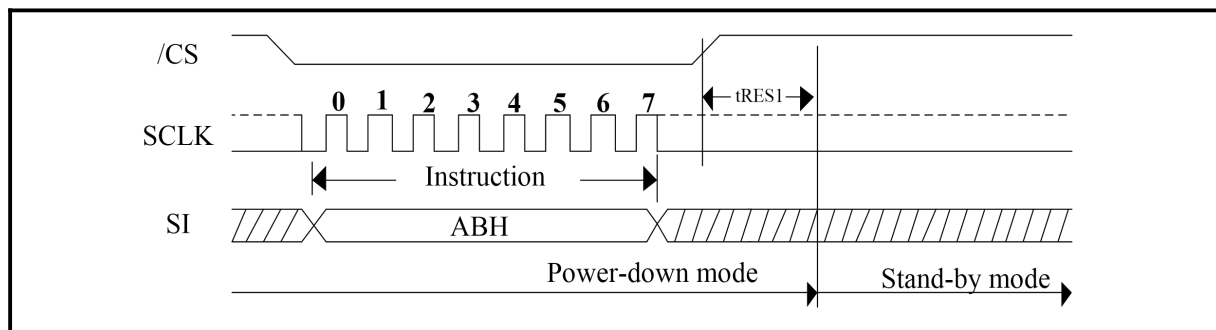 /CS
0 1 2 3 4 5 6 7
tRES1
SCLK
Instruction
SI
ABH
Power-down mode
Stand-by mode